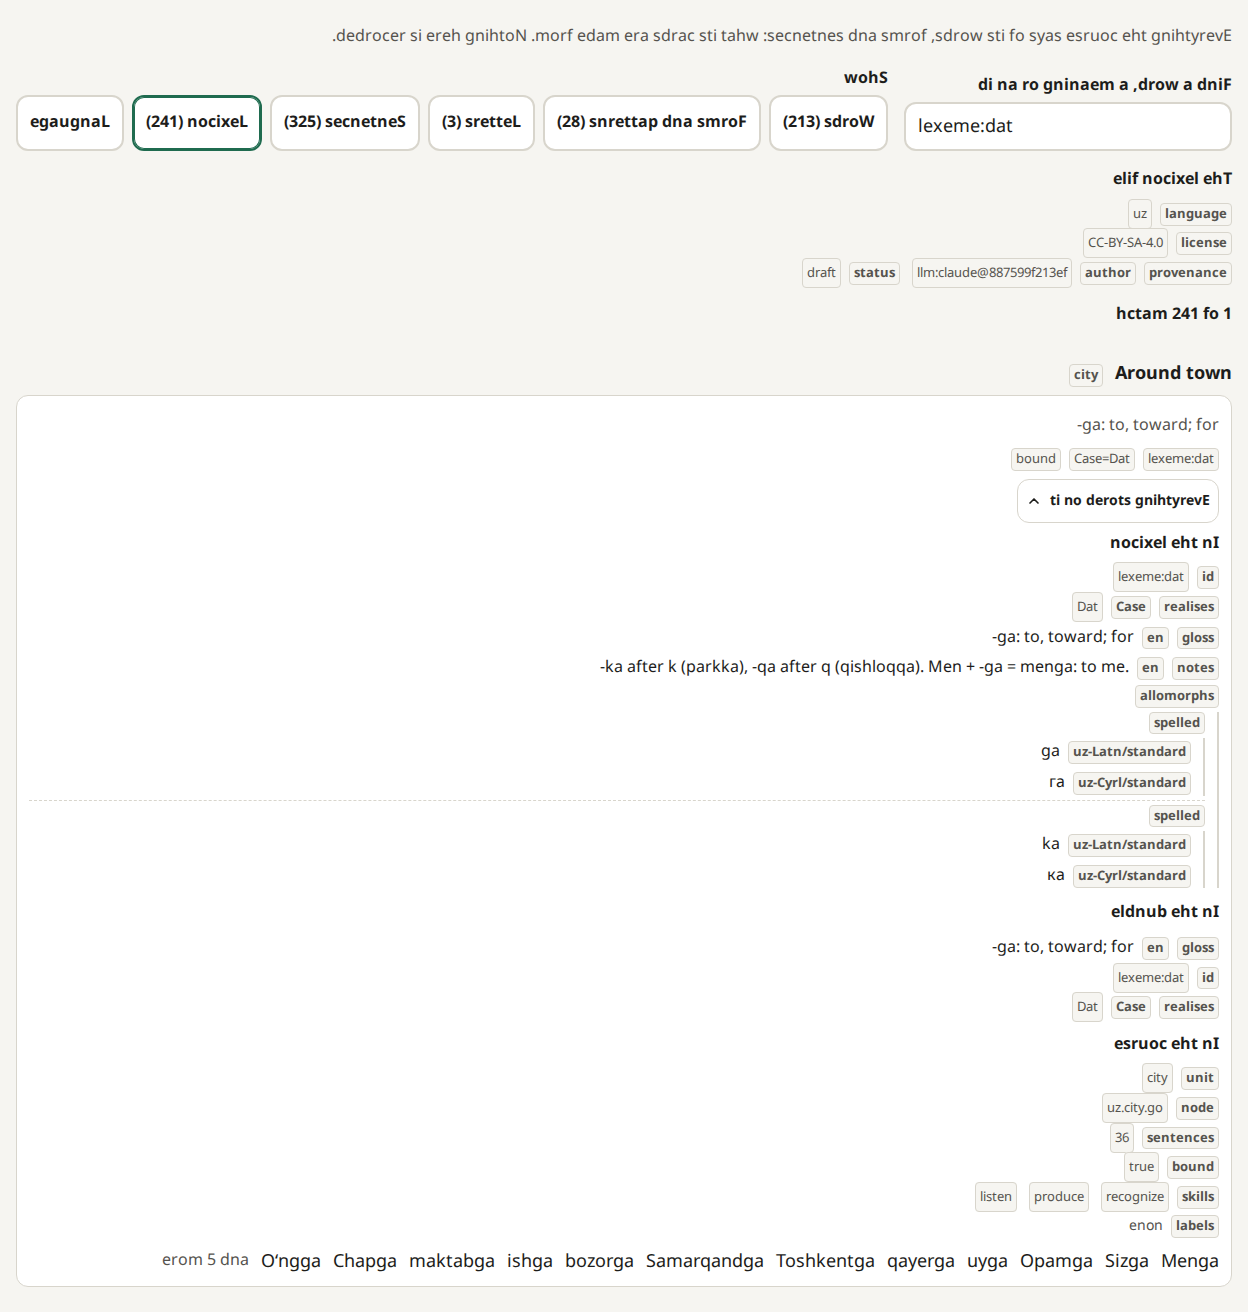 .dedrocer si ereh gnihtoN .morf edam era sdrac sti tahw :secnetnes dna smrof ,sdrow sti fo syas esruoc eht gnihtyrevE
di na ro gninaem a ,drow a dniF
lexeme:dat
wohS
egaugnaL (241) nocixeL (325) secnetneS (3) sretteL (28) snrettap dna smroF (213) sdroW
elif nocixel ehT
uz language
CC-BY-SA-4.0 license
draft status llm:claude@887599f213ef author provenance
hctam 241 fo 1
city Around town
-ga: to, toward; for
bound Case=Dat lexeme:dat
ti no derots gnihtyrevE
nocixel eht nI
lexeme:dat id
Dat Case realises
-ga: to, toward; for en gloss
-ka after k (parkka), -qa after q (qishloqqa). Men + -ga = menga: to me. en notes
allomorphs
spelled
ga uz-Latn/standard
га uz-Cyrl/standard
spelled
ka uz-Latn/standard
ка uz-Cyrl/standard
eldnub eht nI
-ga: to, toward; for en gloss
lexeme:dat id
Dat Case realises
esruoc eht nI
city unit
uz.city.go node
36 sentences
true bound
listen produce recognize skills
enon labels
erom 5 dna Oʻngga Chapga maktabga ishga bozorga Samarqandga Toshkentga qayerga uyga Opamga Sizga Menga